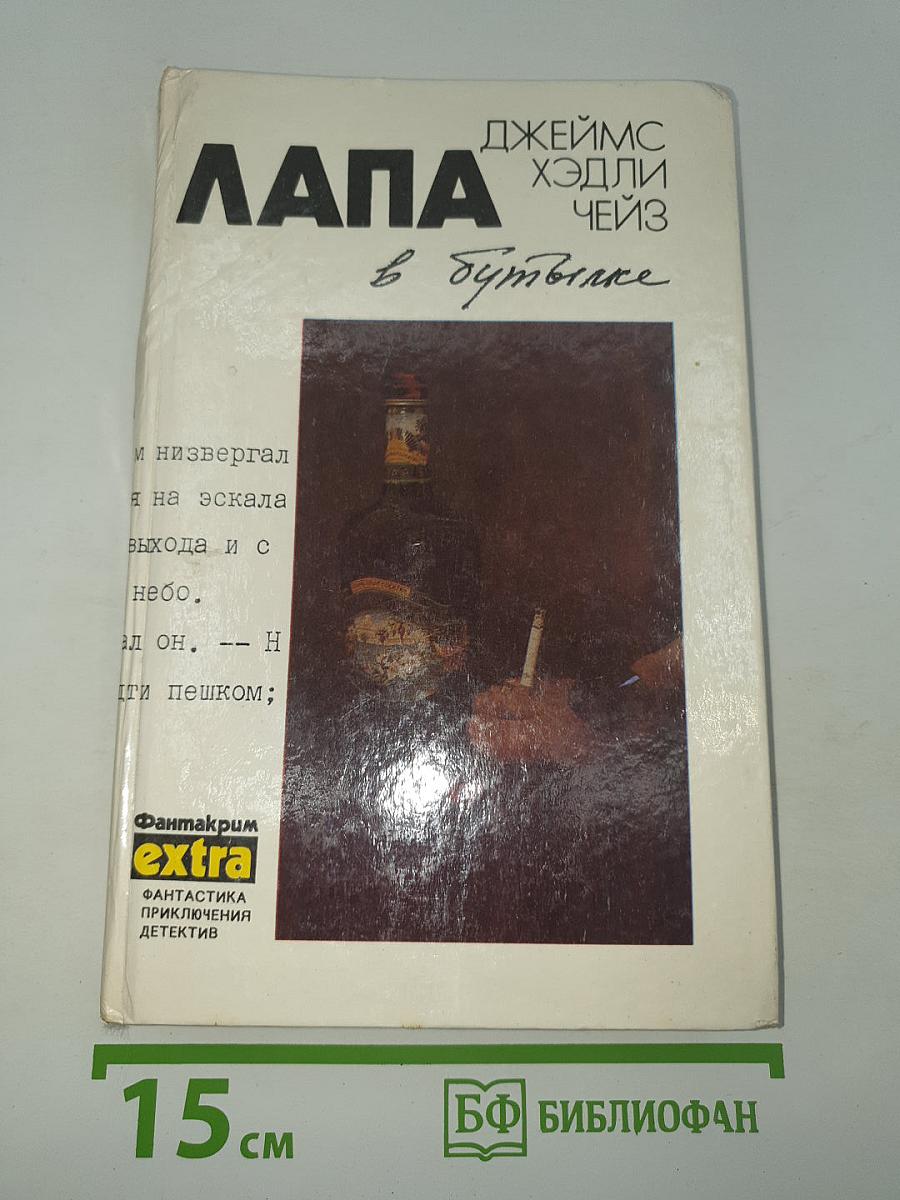 ДЖЕЙМС
ХЭДЛИ
ЧЕЙЗ
ЛАПА
в бутылке
м низвергал
я на эскала
выхода и с
небо.
ал он. -- Н
дти пешком;
Фантакрим
extra
ФАНТАСТИКА
ПРИКЛЮЧЕНИЯ
ДЕТЕКТИВ
15 см
БФ БИБЛИОФАН